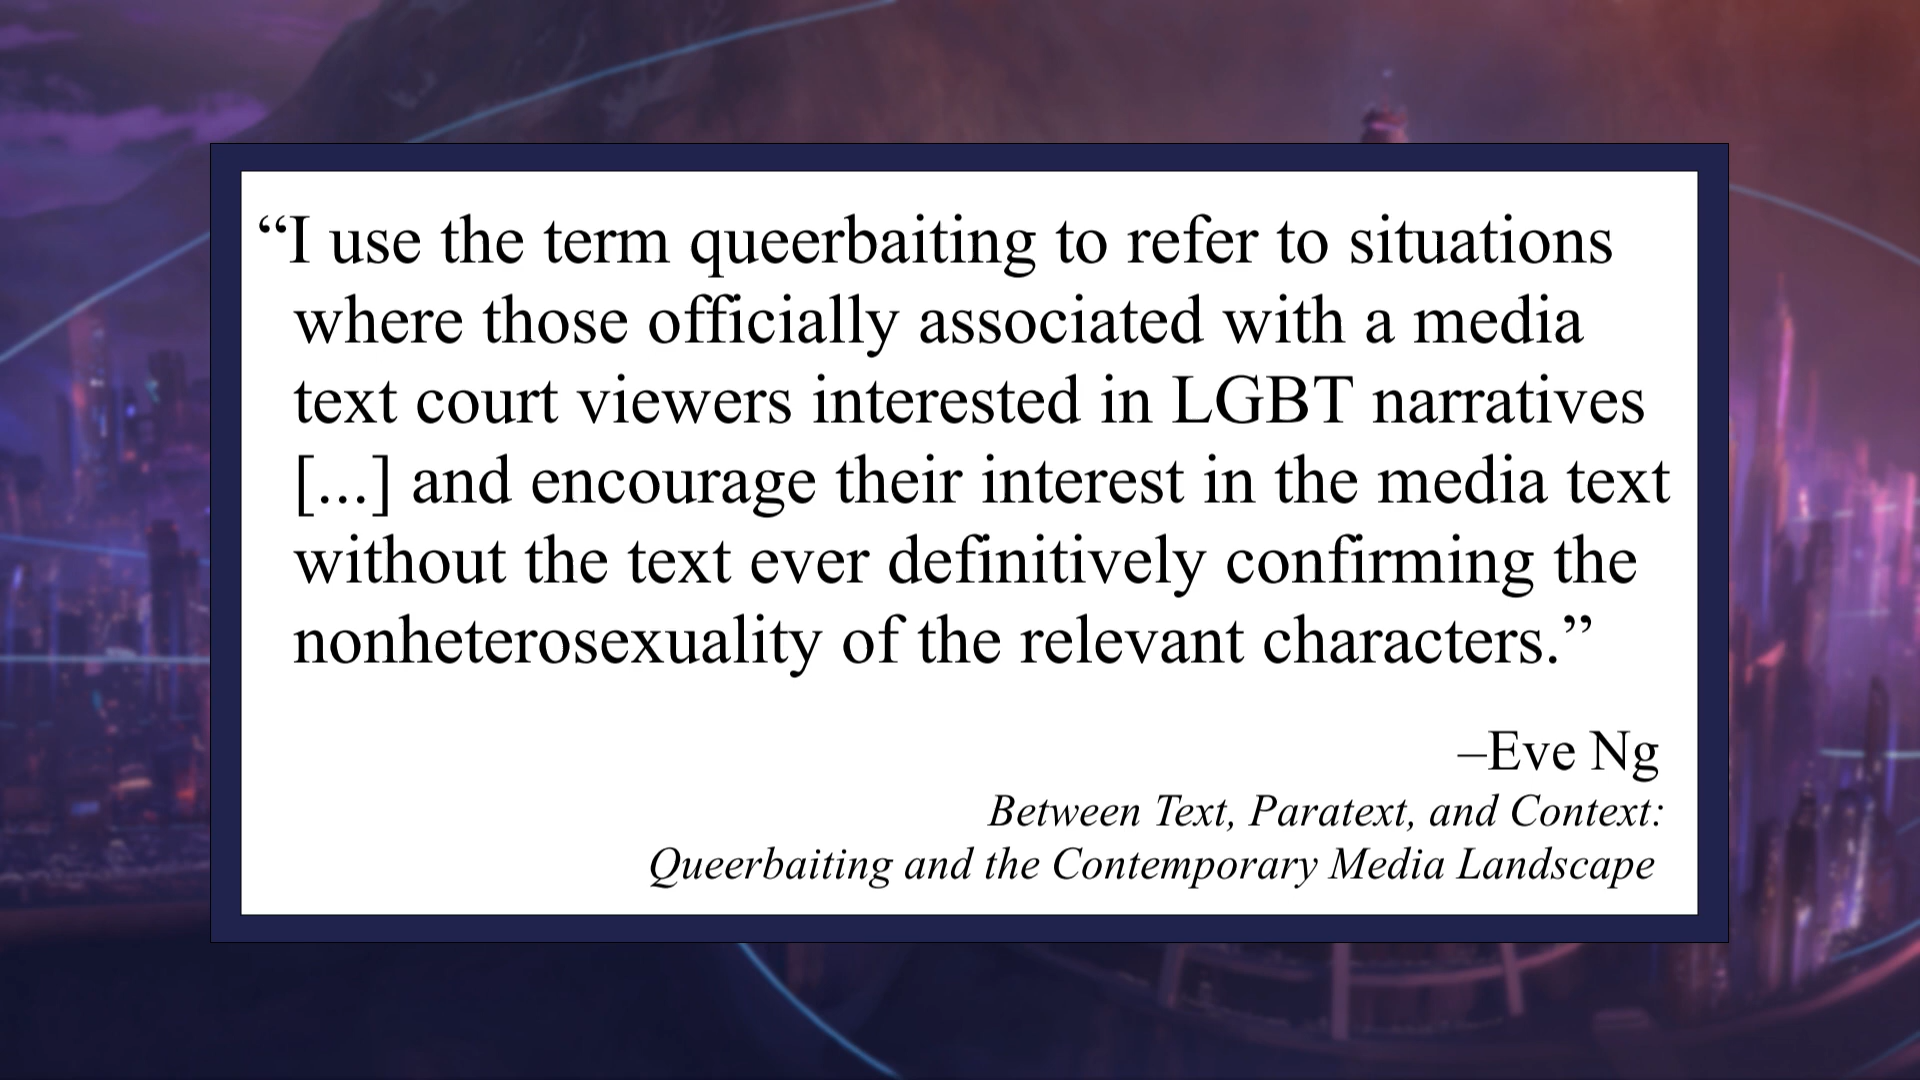 “I use the term queerbaiting to refer to situations
where those officially associated with a media
text court viewers interested in LGBT narratives
[...] and encourage their interest in the media text
without the text ever definitively confirming the
nonheterosexuality of the relevant characters.”
–Eve Ng
Between Text, Paratext, and Context:
Queerbaiting and the Contemporary Media Landscape